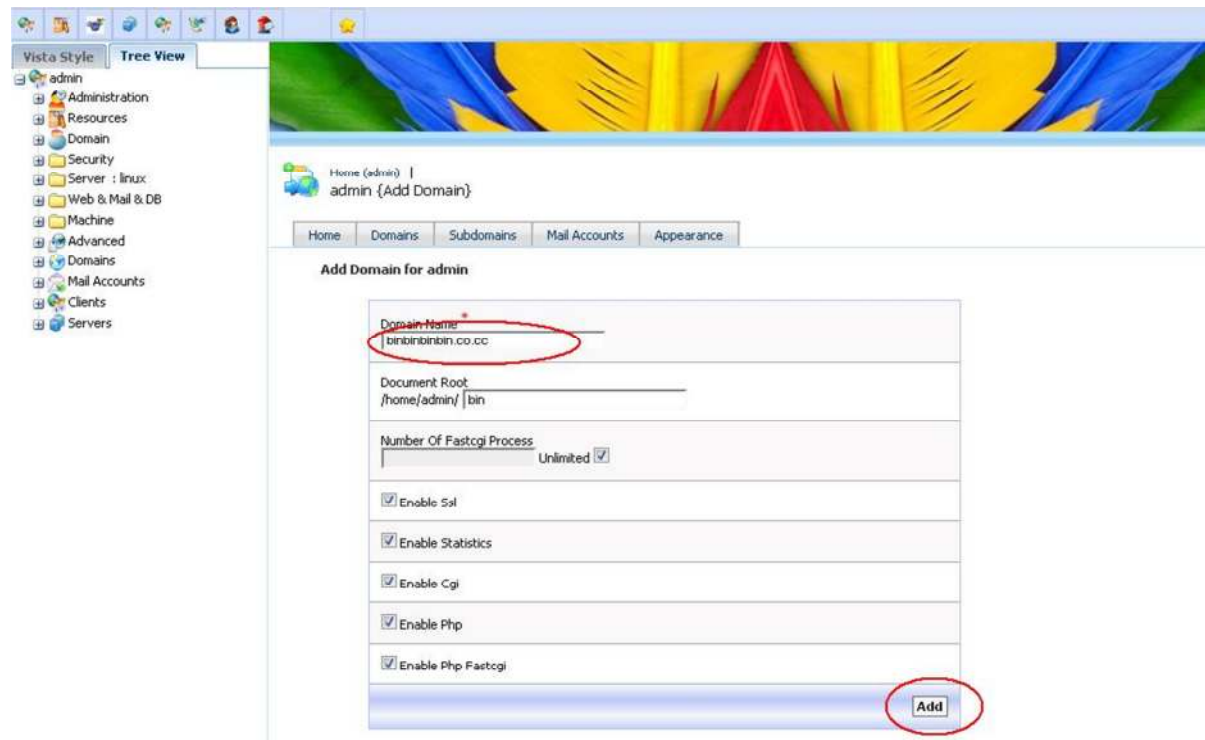 Vista Style Tree View
admin
Administration
Resources
Domain
Security
Server : linux
Web & Mail & DB
Machine
Advanced
Domains
Mail Accounts
Clients
Servers
Home (admin) |
admin {Add Domain}
Home Domains Subdomains Mail Accounts Appearance
Add Domain for admin
Domain Name *
binbinbinbin.co.cc
Document Root
/home/admin/ bin
Number Of Fastcgi Process
Unlimited
Enable Ssl
Enable Statistics
Enable Cgi
Enable Php
Enable Php Fastcgi
Add